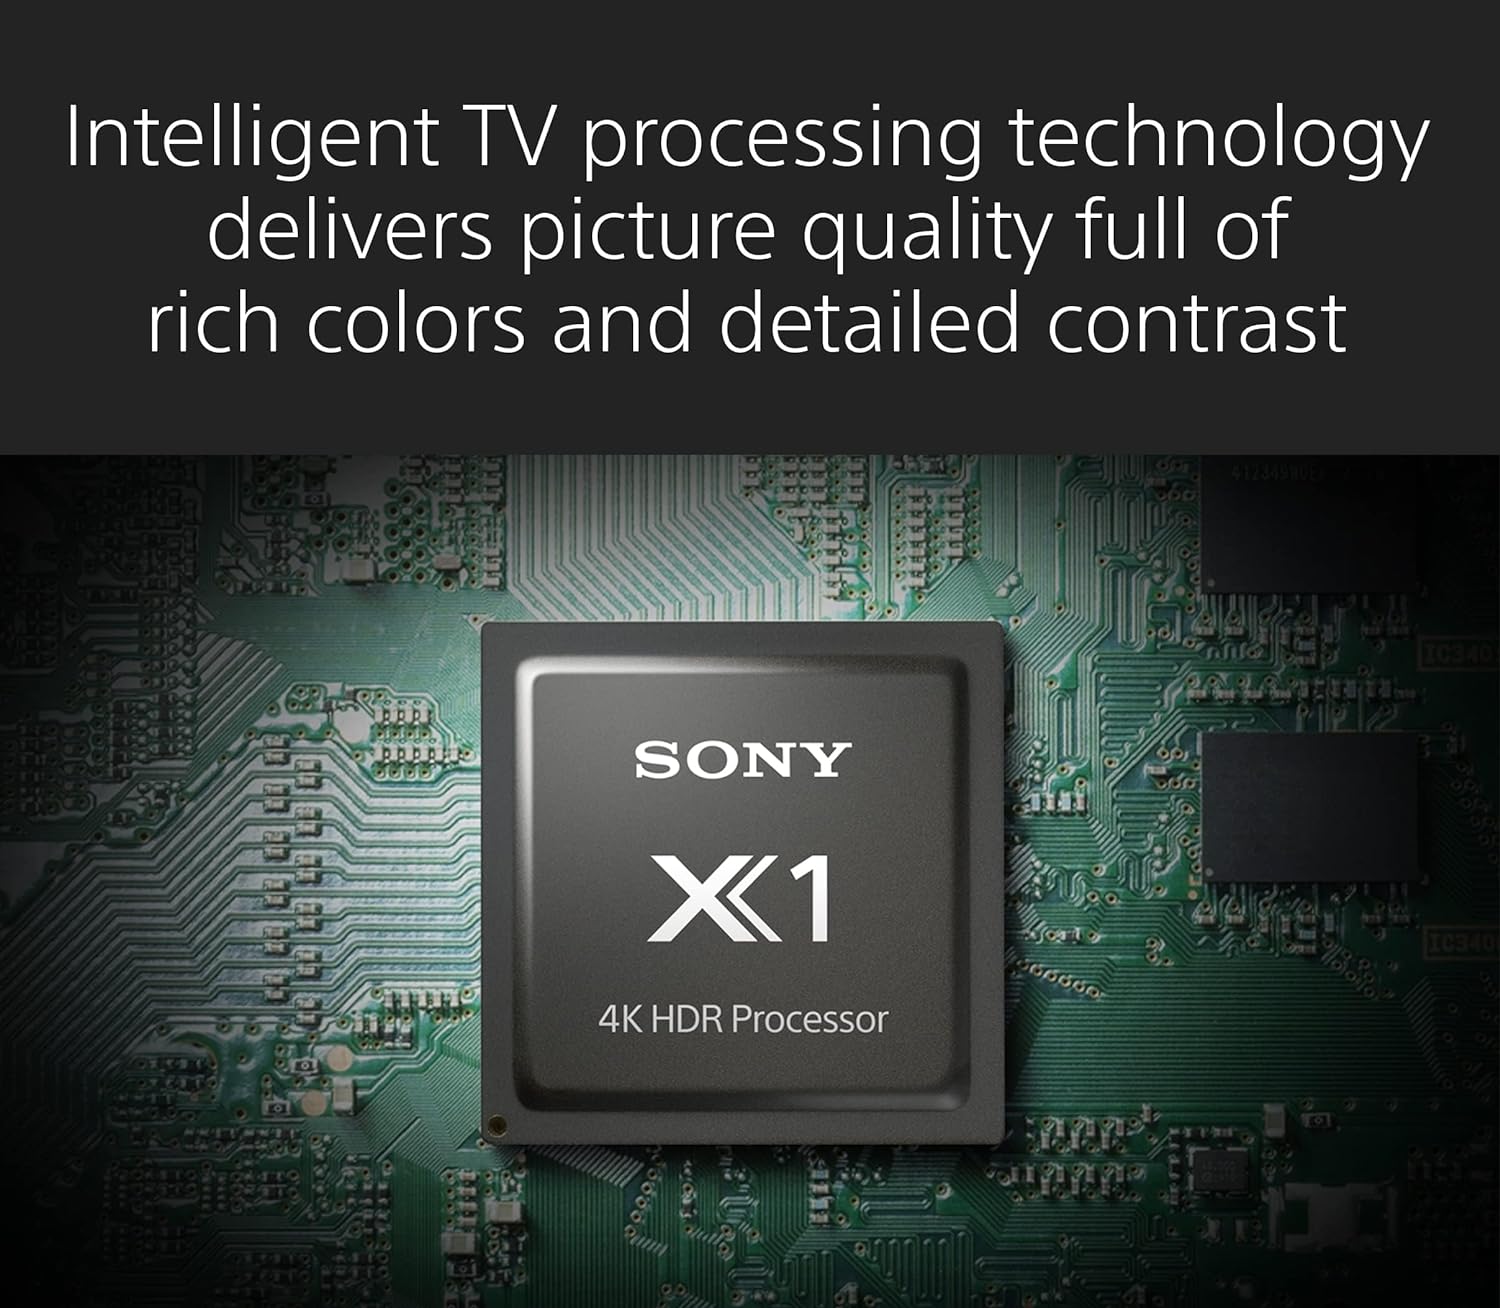 Intelligent TV processing technology
delivers picture quality full of
rich colors and detailed contrast
SONY
X1
4K HDR Processor